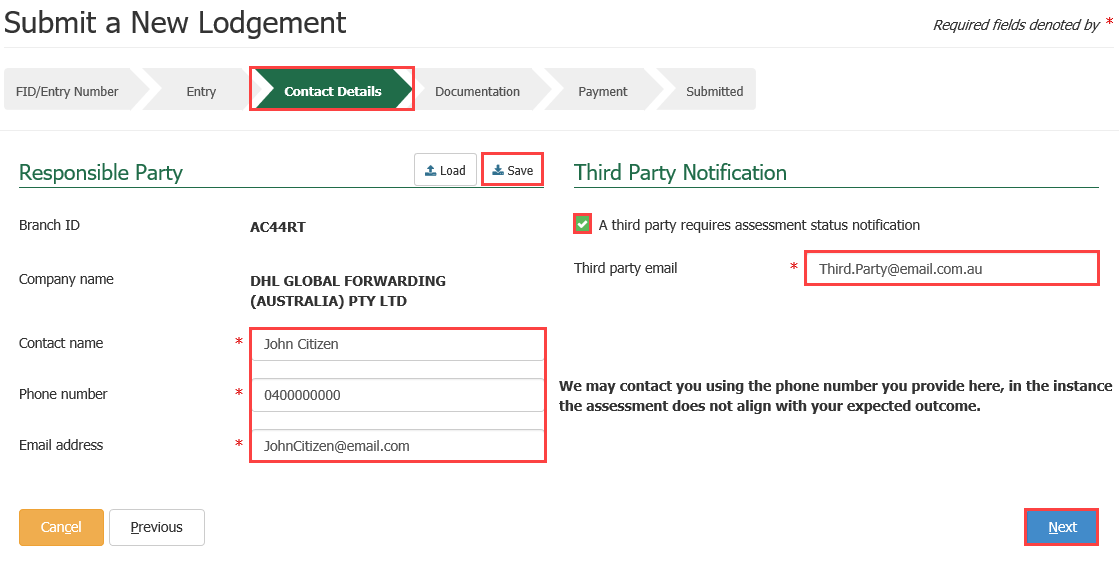 Submit a New Lodgement
Required fields denoted by *
FID/Entry Number
Entry
Contact Details
Documentation
Payment
Submitted
Responsible Party
Load
Save
Branch ID
AC44RT
Company name
DHL GLOBAL FORWARDING
(AUSTRALIA) PTY LTD
Contact name * John Citizen
Phone number * 0400000000
Email address * JohnCitizen@email.com
Third Party Notification
A third party requires assessment status notification
Third party email * Third.Party@email.com.au
We may contact you using the phone number you provide here, in the instance
the assessment does not align with your expected outcome.
Cancel
Previous
Next